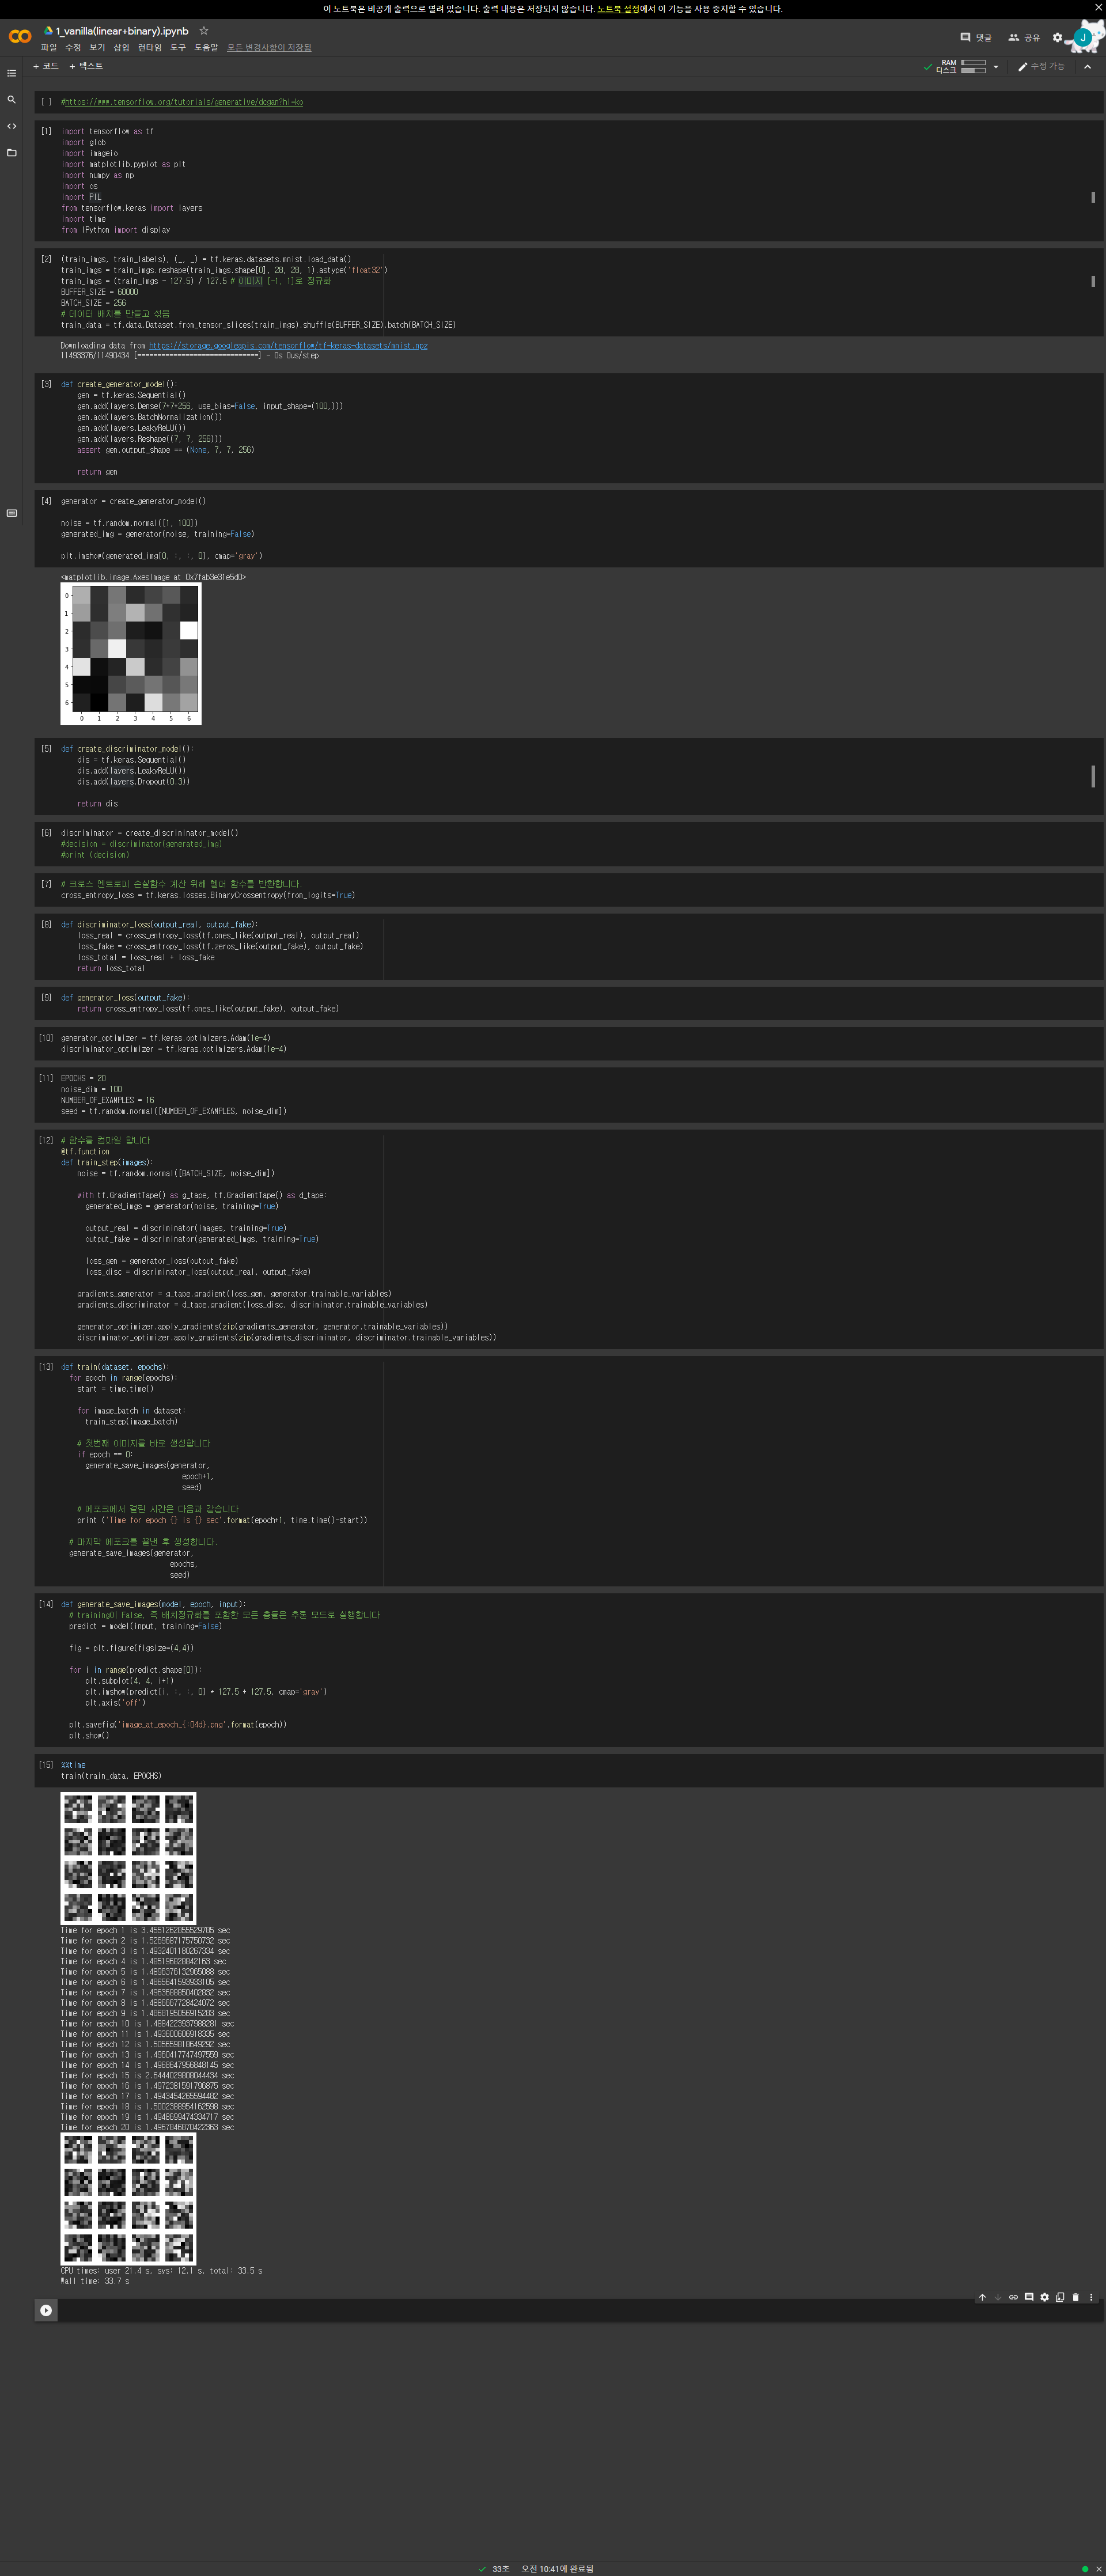 이 노트북은 비공개 출력으로 열려 있습니다. 출력 내용은 저장되지 않습니다. 노트북 설정에서 이 기능을 사용 중지할 수 있습니다.
1_vanilla(linear+binary).ipynb
파일 수정 보기 삽입 런타임 도구 도움말 모든 변경사항이 저장됨
댓글 공유 J
+ 코드 + 텍스트
RAM
디스크
수정 가능
[ ] #https://www.tensorflow.org/tutorials/generative/dcgan?hl=ko
[1] import tensorflow as tf
import glob
import imageio
import matplotlib.pyplot as plt
import numpy as np
import os
import PIL
from tensorflow.keras import layers
import time
from IPython import display
[2] (train_imgs, train_labels), (_, _) = tf.keras.datasets.mnist.load_data()
train_imgs = train_imgs.reshape(train_imgs.shape[0], 28, 28, 1).astype('float32')
train_imgs = (train_imgs - 127.5) / 127.5 # 이미지 [-1, 1]로 정규화
BUFFER_SIZE = 60000
BATCH_SIZE = 256
# 데이터 배치를 만들고 섞음
train_data = tf.data.Dataset.from_tensor_slices(train_imgs).shuffle(BUFFER_SIZE).batch(BATCH_SIZE)
Downloading data from https://storage.googleapis.com/tensorflow/tf-keras-datasets/mnist.npz
11493376/11490434 [==============================] - 0s 0us/step
[3] def create_generator_model():
gen = tf.keras.Sequential()
gen.add(layers.Dense(7*7*256, use_bias=False, input_shape=(100,)))
gen.add(layers.BatchNormalization())
gen.add(layers.LeakyReLU())
gen.add(layers.Reshape((7, 7, 256)))
assert gen.output_shape == (None, 7, 7, 256)
return gen
[4] generator = create_generator_model()
noise = tf.random.normal([1, 100])
generated_img = generator(noise, training=False)
plt.imshow(generated_img[0, :, :, 0], cmap='gray')
<matplotlib.image.AxesImage at 0x7fab3e31e5d0>
0
1
2
3
4
5
6
0 1 2 3 4 5 6
[5] def create_discriminator_model():
dis = tf.keras.Sequential()
dis.add(layers.LeakyReLU())
dis.add(layers.Dropout(0.3))
return dis
[6] discriminator = create_discriminator_model()
#decision = discriminator(generated_img)
#print (decision)
[7] # 크로스 엔트로피 손실함수 계산 위해 헬퍼 함수를 반환합니다.
cross_entropy_loss = tf.keras.losses.BinaryCrossentropy(from_logits=True)
[8] def discriminator_loss(output_real, output_fake):
loss_real = cross_entropy_loss(tf.ones_like(output_real), output_real)
loss_fake = cross_entropy_loss(tf.zeros_like(output_fake), output_fake)
loss_total = loss_real + loss_fake
return loss_total
[9] def generator_loss(output_fake):
return cross_entropy_loss(tf.ones_like(output_fake), output_fake)
[10] generator_optimizer = tf.keras.optimizers.Adam(1e-4)
discriminator_optimizer = tf.keras.optimizers.Adam(1e-4)
[11] EPOCHS = 20
noise_dim = 100
NUMBER_OF_EXAMPLES = 16
seed = tf.random.normal([NUMBER_OF_EXAMPLES, noise_dim])
[12] # 함수를 컴파일 합니다
@tf.function
def train_step(images):
noise = tf.random.normal([BATCH_SIZE, noise_dim])
with tf.GradientTape() as g_tape, tf.GradientTape() as d_tape:
generated_imgs = generator(noise, training=True)
output_real = discriminator(images, training=True)
output_fake = discriminator(generated_imgs, training=True)
loss_gen = generator_loss(output_fake)
loss_disc = discriminator_loss(output_real, output_fake)
gradients_generator = g_tape.gradient(loss_gen, generator.trainable_variables)
gradients_discriminator = d_tape.gradient(loss_disc, discriminator.trainable_variables)
generator_optimizer.apply_gradients(zip(gradients_generator, generator.trainable_variables))
discriminator_optimizer.apply_gradients(zip(gradients_discriminator, discriminator.trainable_variables))
[13] def train(dataset, epochs):
for epoch in range(epochs):
start = time.time()
for image_batch in dataset:
train_step(image_batch)
# 첫번째 이미지를 바로 생성합니다
if epoch == 0:
generate_save_images(generator,
epoch+1,
seed)
# 에포크에서 걸린 시간은 다음과 같습니다
print ('Time for epoch {} is {} sec'.format(epoch+1, time.time()-start))
# 마지막 에포크를 끝낸 후 생성합니다.
generate_save_images(generator,
epochs,
seed)
[14] def generate_save_images(model, epoch, input):
# training이 False, 즉 배치정규화를 포함한 모든 층들은 추론 모드로 실행합니다
predict = model(input, training=False)
fig = plt.figure(figsize=(4,4))
for i in range(predict.shape[0]):
plt.subplot(4, 4, i+1)
plt.imshow(predict[i, :, :, 0] * 127.5 + 127.5, cmap='gray')
plt.axis('off')
plt.savefig('image_at_epoch_{:04d}.png'.format(epoch))
plt.show()
[15] %%time
train(train_data, EPOCHS)
Time for epoch 1 is 3.4551262855529785 sec
Time for epoch 2 is 1.5269687175750732 sec
Time for epoch 3 is 1.4932401180267334 sec
Time for epoch 4 is 1.485196828842163 sec
Time for epoch 5 is 1.4896376132965088 sec
Time for epoch 6 is 1.4865641593933105 sec
Time for epoch 7 is 1.4963688850402832 sec
Time for epoch 8 is 1.4886667728424072 sec
Time for epoch 9 is 1.4868195056915283 sec
Time for epoch 10 is 1.4884223937988281 sec
Time for epoch 11 is 1.493600606918335 sec
Time for epoch 12 is 1.505659818649292 sec
Time for epoch 13 is 1.4960417747497559 sec
Time for epoch 14 is 1.4968647956848145 sec
Time for epoch 15 is 2.6444029808044434 sec
Time for epoch 16 is 1.4972381591796875 sec
Time for epoch 17 is 1.4943454265594482 sec
Time for epoch 18 is 1.5002388954162598 sec
Time for epoch 19 is 1.4948699474334717 sec
Time for epoch 20 is 1.4967846870422363 sec
CPU times: user 21.4 s, sys: 12.1 s, total: 33.5 s
Wall time: 33.7 s
33초 오전 10:41에 완료됨